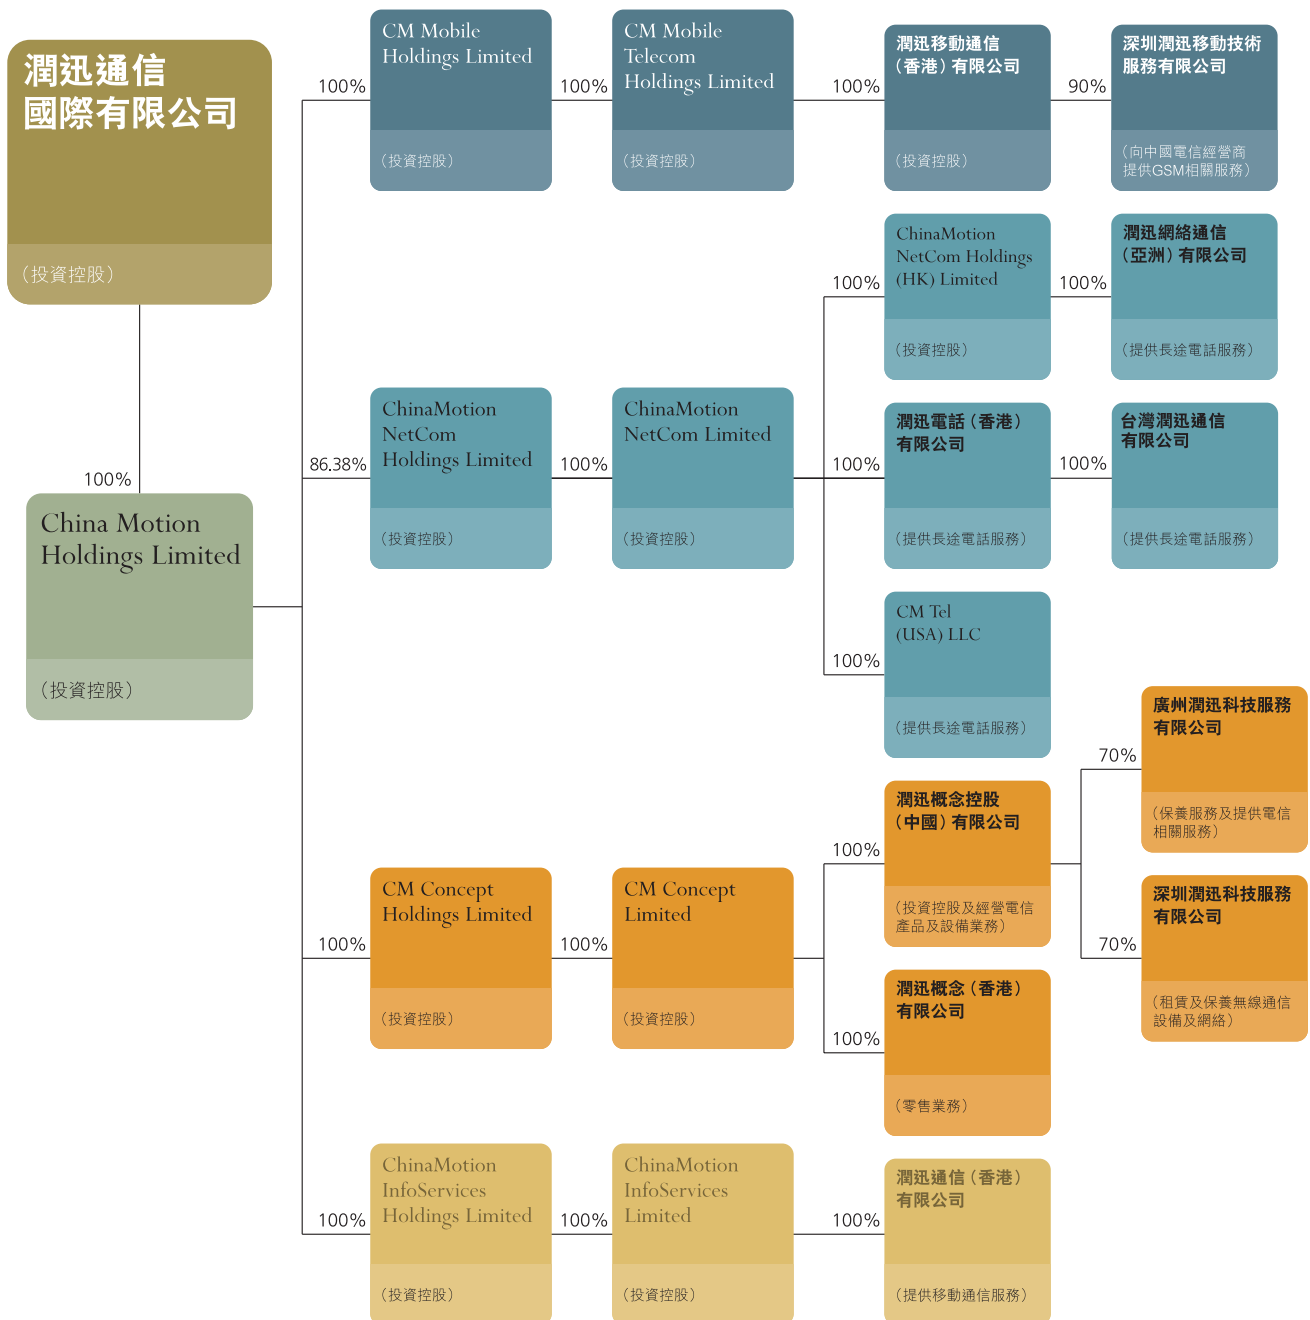 潤迅通信
國際有限公司
（投資控股）
100%
China Motion
Holdings Limited
（投資控股）
100%
CM Mobile
Holdings Limited
（投資控股）
100%
CM Mobile
Telecom
Holdings Limited
（投資控股）
100%
潤迅移動通信
（香港）有限公司
（投資控股）
90%
深圳潤迅移動技術
服務有限公司
（向中國電信經營商
提供GSM相關服務）
86.38%
ChinaMotion
NetCom
Holdings Limited
（投資控股）
100%
ChinaMotion
NetCom Limited
（投資控股）
100%
ChinaMotion
NetCom Holdings
(HK) Limited
（投資控股）
100%
潤迅網絡通信
（亞洲）有限公司
（提供長途電話服務）
100%
潤迅電話（香港）
有限公司
（提供長途電話服務）
100%
台灣潤迅通信
有限公司
（提供長途電話服務）
100%
CM Tel
(USA) LLC
（提供長途電話服務）
100%
CM Concept
Holdings Limited
（投資控股）
100%
CM Concept
Limited
（投資控股）
100%
潤迅概念控股
（中國）有限公司
（投資控股及經營電信
產品及設備業務）
70%
廣州潤迅科技服務
有限公司
（保養服務及提供電信
相關服務）
70%
深圳潤迅科技服務
有限公司
（租賃及保養無線通信
設備及網絡）
100%
潤迅概念（香港）
有限公司
（零售業務）
100%
ChinaMotion
InfoServices
Holdings Limited
（投資控股）
100%
ChinaMotion
InfoServices
Limited
（投資控股）
100%
潤迅通信（香港）
有限公司
（提供移動通信服務）